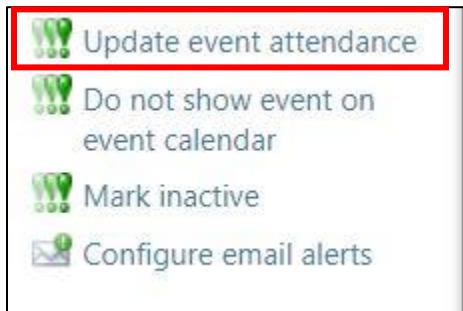 Update event attendance
Do not show event on
event calendar
Mark inactive
Configure email alerts